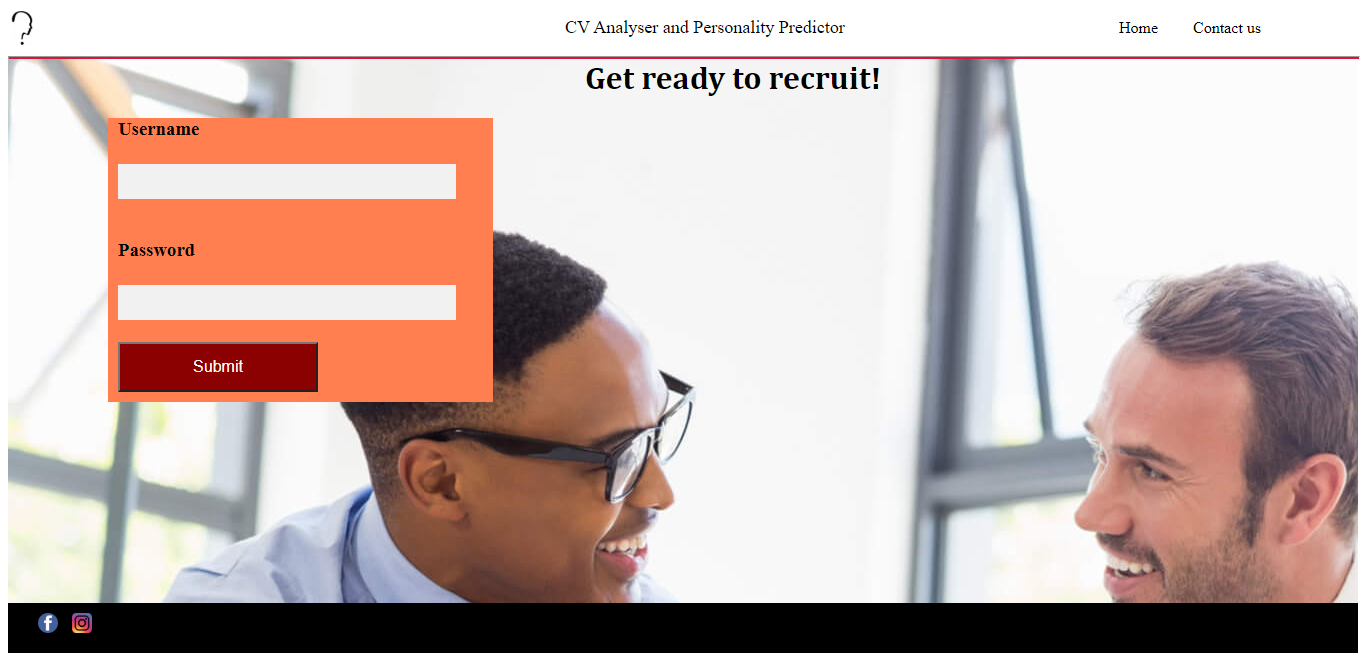 CV Analyser and Personality Predictor
Home
Contact us
Get ready to recruit!
Username
Password
Submit